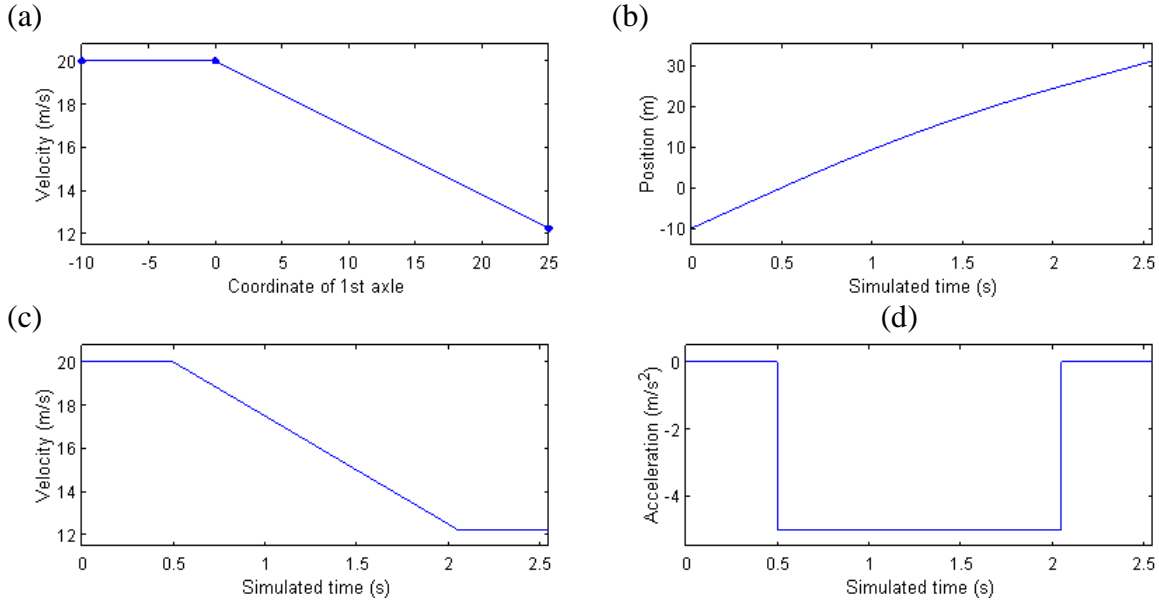 (a)
20
18
16
14
12
Velocity (m/s)
-10 -5 0 5 10 15 20 25
Coordinate of 1st axle
(b)
30
20
10
0
-10
Position (m)
0 0.5 1 1.5 2 2.5
Simulated time (s)
(c)
20
18
16
14
12
Velocity (m/s)
0 0.5 1 1.5 2 2.5
Simulated time (s)
(d)
0
-2
-4
Acceleration (m/s²)
0 0.5 1 1.5 2 2.5
Simulated time (s)